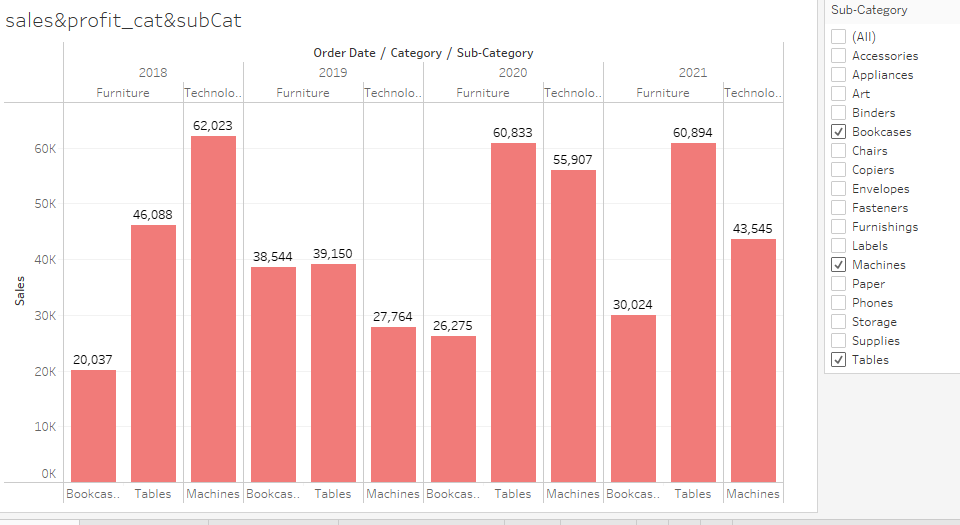 sales&profit_cat&subCat
Order Date / Category / Sub-Category
2018 2019 2020 2021
Furniture Technolo.. Furniture Technolo.. Furniture Technolo.. Furniture Technolo..
60K
50K
40K
30K
20K
10K
0K
Sales
20,037
46,088
62,023
38,544
39,150
27,764
26,275
60,833
55,907
30,024
60,894
43,545
Bookcas.. Tables Machines Bookcas.. Tables Machines Bookcas.. Tables Machines Bookcas.. Tables Machines
Sub-Category
(All)
Accessories
Appliances
Art
Binders
Bookcases
Chairs
Copiers
Envelopes
Fasteners
Furnishings
Labels
Machines
Paper
Phones
Storage
Supplies
Tables